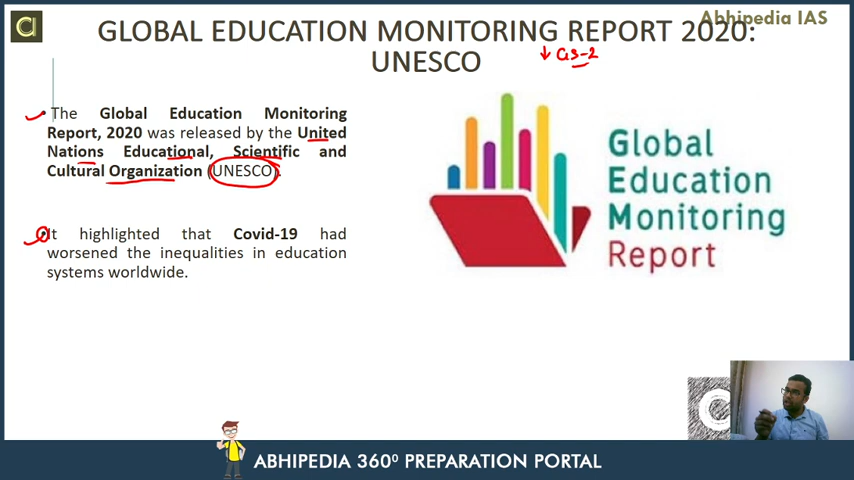 Abhipedia IAS
GLOBAL EDUCATION MONITORING REPORT 2020:
UNESCO
GS-2
• The Global Education Monitoring
Report, 2020 was released by the United
Nations Educational, Scientific and
Cultural Organization (UNESCO).
• It highlighted that Covid-19 had
worsened the inequalities in education
systems worldwide.
Global
Education
Monitoring
Report
ABHIPEDIA 360⁰ PREPARATION PORTAL